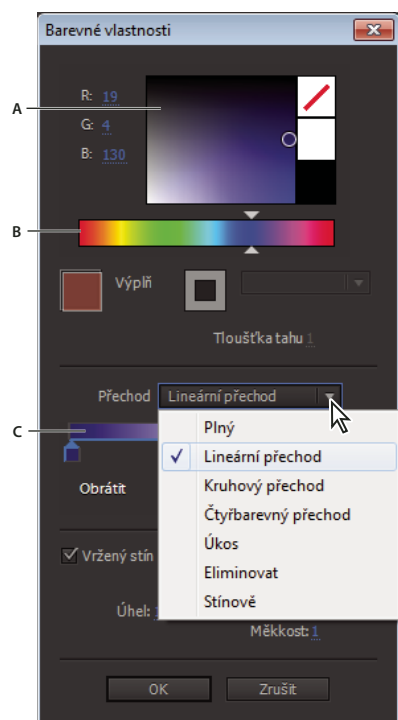 Barevné vlastnosti
A
R: 19
G: 4
B: 130
B
Výplň
Tloušťka tahu 1
Přechod Lineární přechod
C
Plný
Lineární přechod
Kruhový přechod
Čtyřbarevný přechod
Úkos
Eliminovat
Stínově
Obrátit
Vržený stín
Úhel:
Měkkost: 1
OK Zrušit